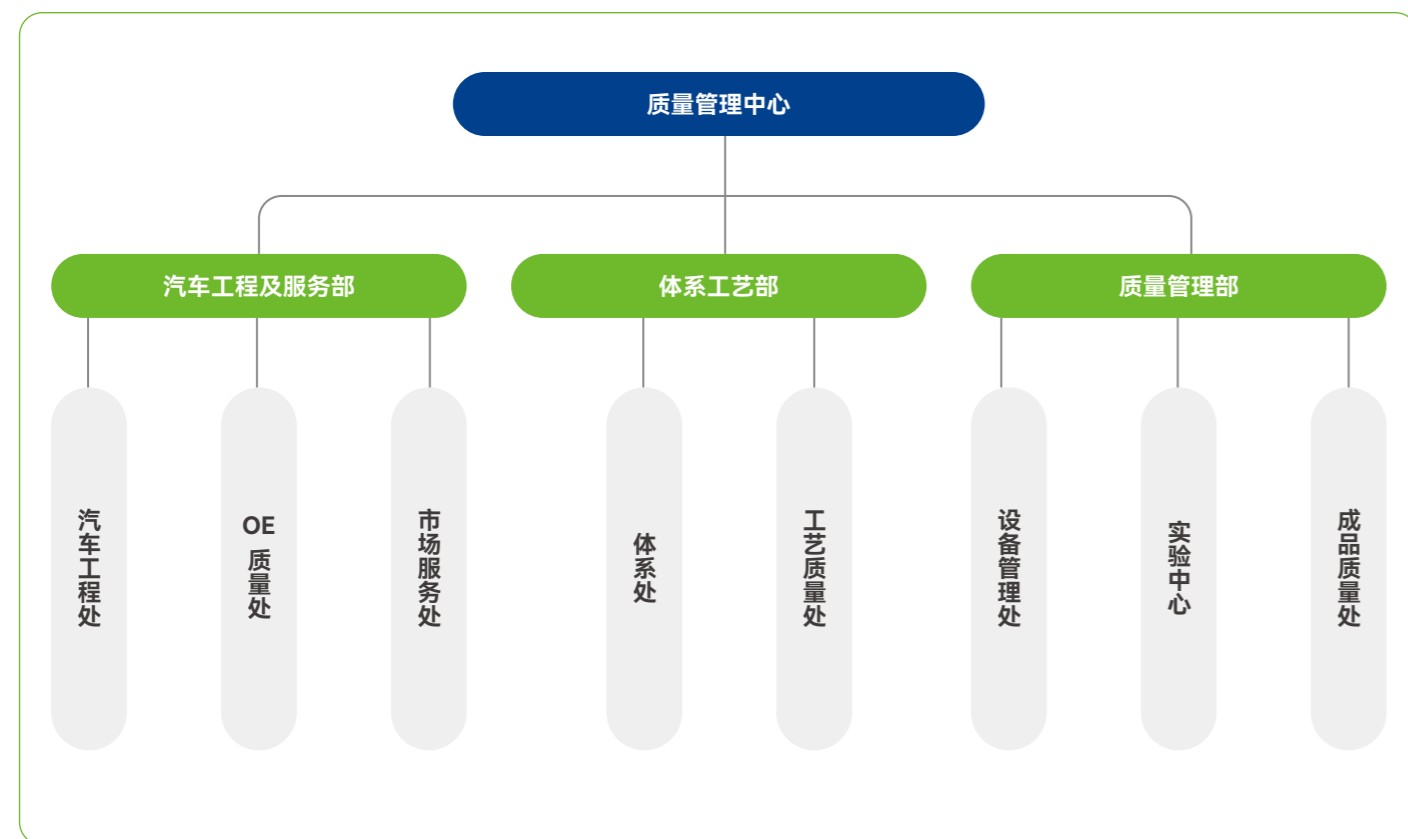 质量管理中心
汽车工程及服务部
体系工艺部
质量管理部
汽车工程处
OE
质量处
市场服务处
体系处
工艺质量处
设备管理处
实验中心
成品质量处